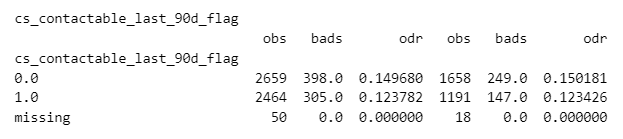 cs_contactable_last_90d_flag
obs bads odr obs bads odr
cs_contactable_last_90d_flag
0.0 2659 398.0 0.149680 1658 249.0 0.150181
1.0 2464 305.0 0.123782 1191 147.0 0.123426
missing 50 0.0 0.000000 18 0.0 0.000000